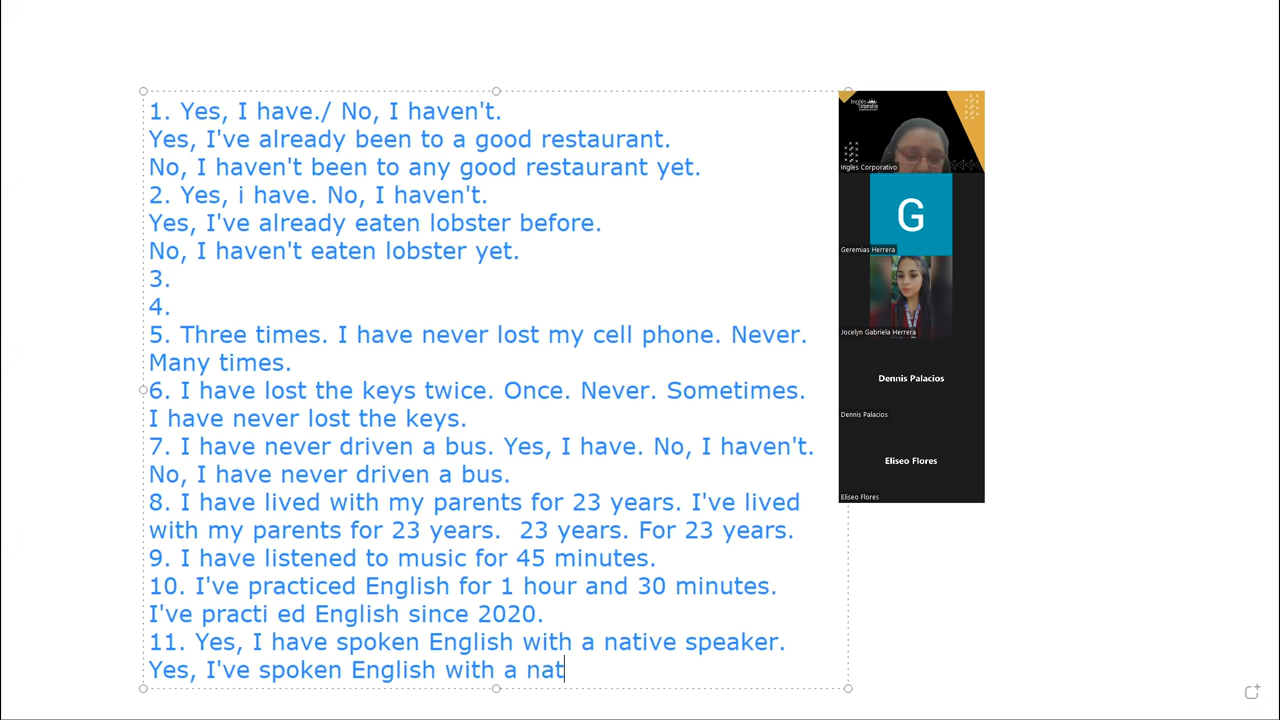 1. Yes, I have./ No, I haven't.
Yes, I've already been to a good restaurant.
No, I haven't been to any good restaurant yet.
2. Yes, i have. No, I haven't.
Yes, I've already eaten lobster before.
No, I haven't eaten lobster yet.
3.
4.
5. Three times. I have never lost my cell phone. Never.
Many times.
6. I have lost the keys twice. Once. Never. Sometimes.
I have never lost the keys.
7. I have never driven a bus. Yes, I have. No, I haven't.
No, I have never driven a bus.
8. I have lived with my parents for 23 years. I've lived
with my parents for 23 years.  23 years. For 23 years.
9. I have listened to music for 45 minutes.
10. I've practiced English for 1 hour and 30 minutes.
I've practi ed English since 2020.
11. Yes, I have spoken English with a native speaker.
Yes, I've spoken English with a nat
Inglés
Corporativo
Ingles Corporativo
G
Geremias Herrera
Jocelyn Gabriela Herrera
Dennis Palacios
Dennis Palacios
Eliseo Flores
Eliseo Flores